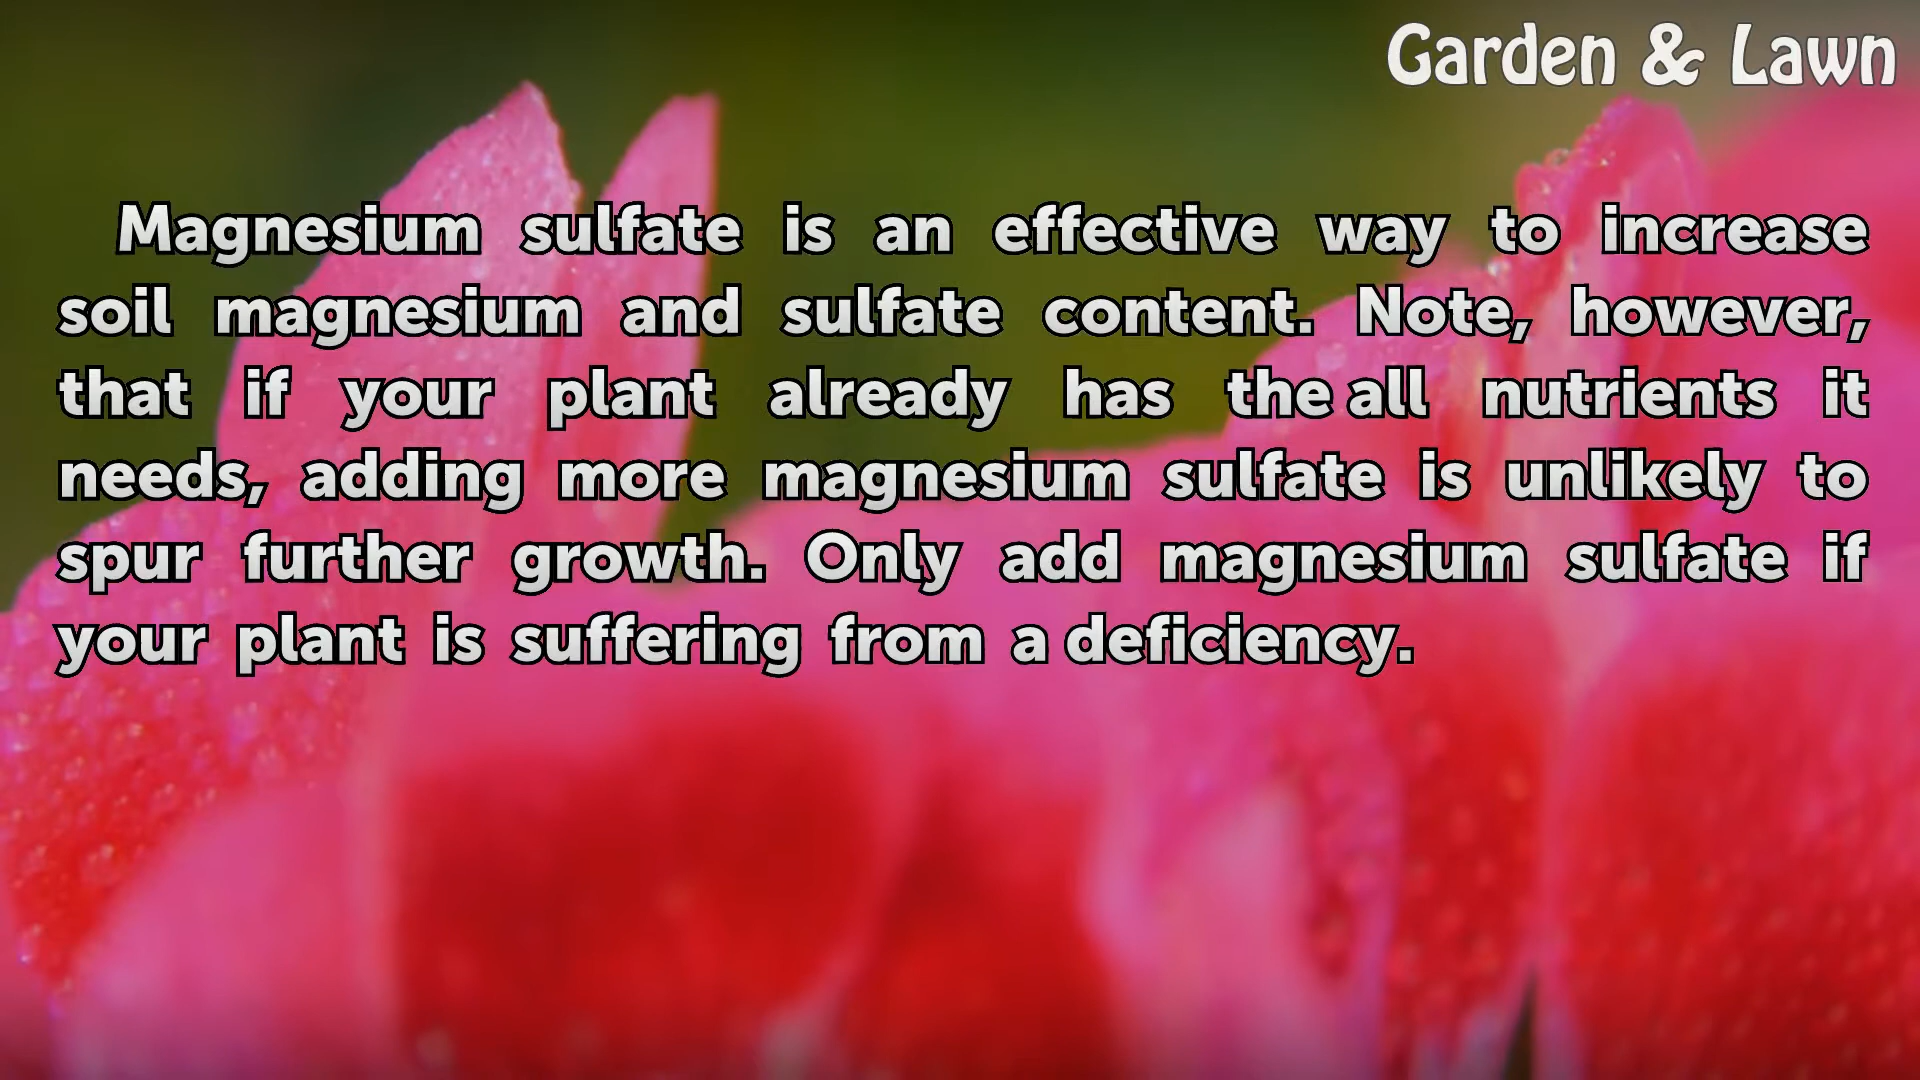 Garden & Lawn
Magnesium sulfate is an effective way to increase
soil magnesium and sulfate content. Note, however,
that if your plant already has the all nutrients it
needs, adding more magnesium sulfate is unlikely to
spur further growth. Only add magnesium sulfate if
your plant is suffering from a deficiency.